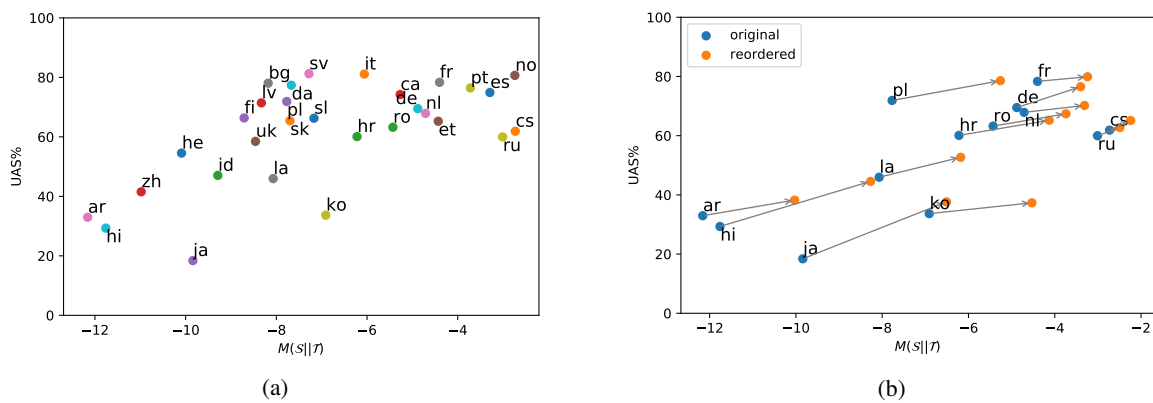 100
80
60
40
20
0
UAS%
ar
hi
zh
he
ja
id
fi
lv
uk
bg
da
pl
sk
sv
sl
la
ko
it
hr
ca
ro
de
nl
fr
et
pt
es
no
cs
ru
−12
−10
−8
−6
−4
M(S||T)
(a)
100
80
60
40
20
0
UAS%
original
reordered
ar
hi
ja
pl
la
ko
hr
ro
de
nl
fr
ru
cs
−12
−10
−8
−6
−4
−2
M(S||T)
(b)